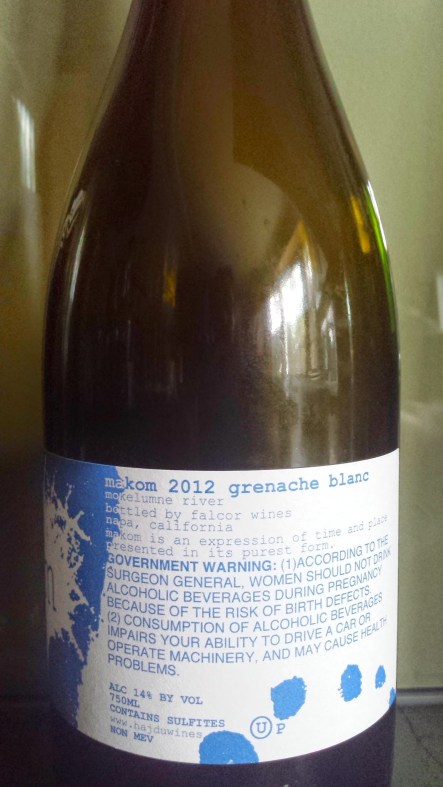 makom 2012 grenache blanc
mokelumne river
bottled by falcor wines
napa, california
makom is an expression of time and place
presented in its purest form.
GOVERNMENT WARNING: (1)ACCORDING TO THE
SURGEON GENERAL, WOMEN SHOULD NOT DRINK
ALCOHOLIC BEVERAGES DURING PREGNANCY
BECAUSE OF THE RISK OF BIRTH DEFECTS.
(2) CONSUMPTION OF ALCOHOLIC BEVERAGES
IMPAIRS YOUR ABILITY TO DRIVE A CAR OR
OPERATE MACHINERY, AND MAY CAUSE HEALTH
PROBLEMS.
ALC 14% BY VOL
750ML
CONTAINS SULFITES
www.hajduwines
NON MEV
U P